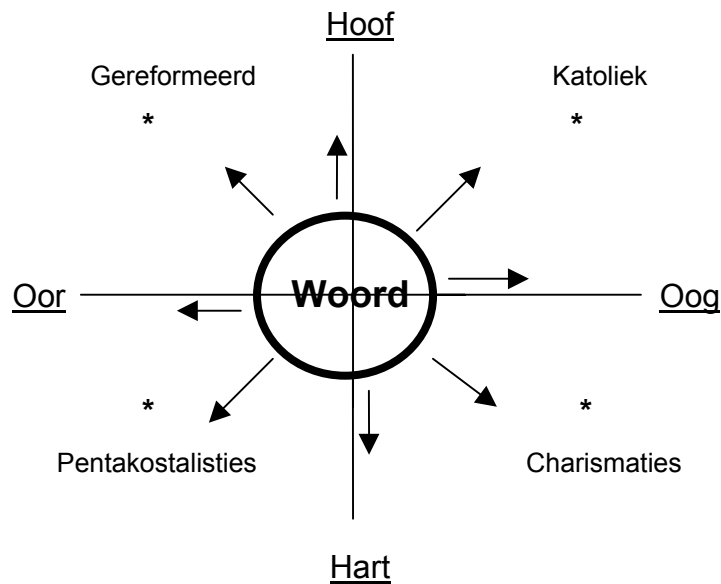 Hoof
Gereformeerd
Katoliek
*
*
Oor
Woord
Oog
*
*
Pentakostalisties
Charismaties
Hart